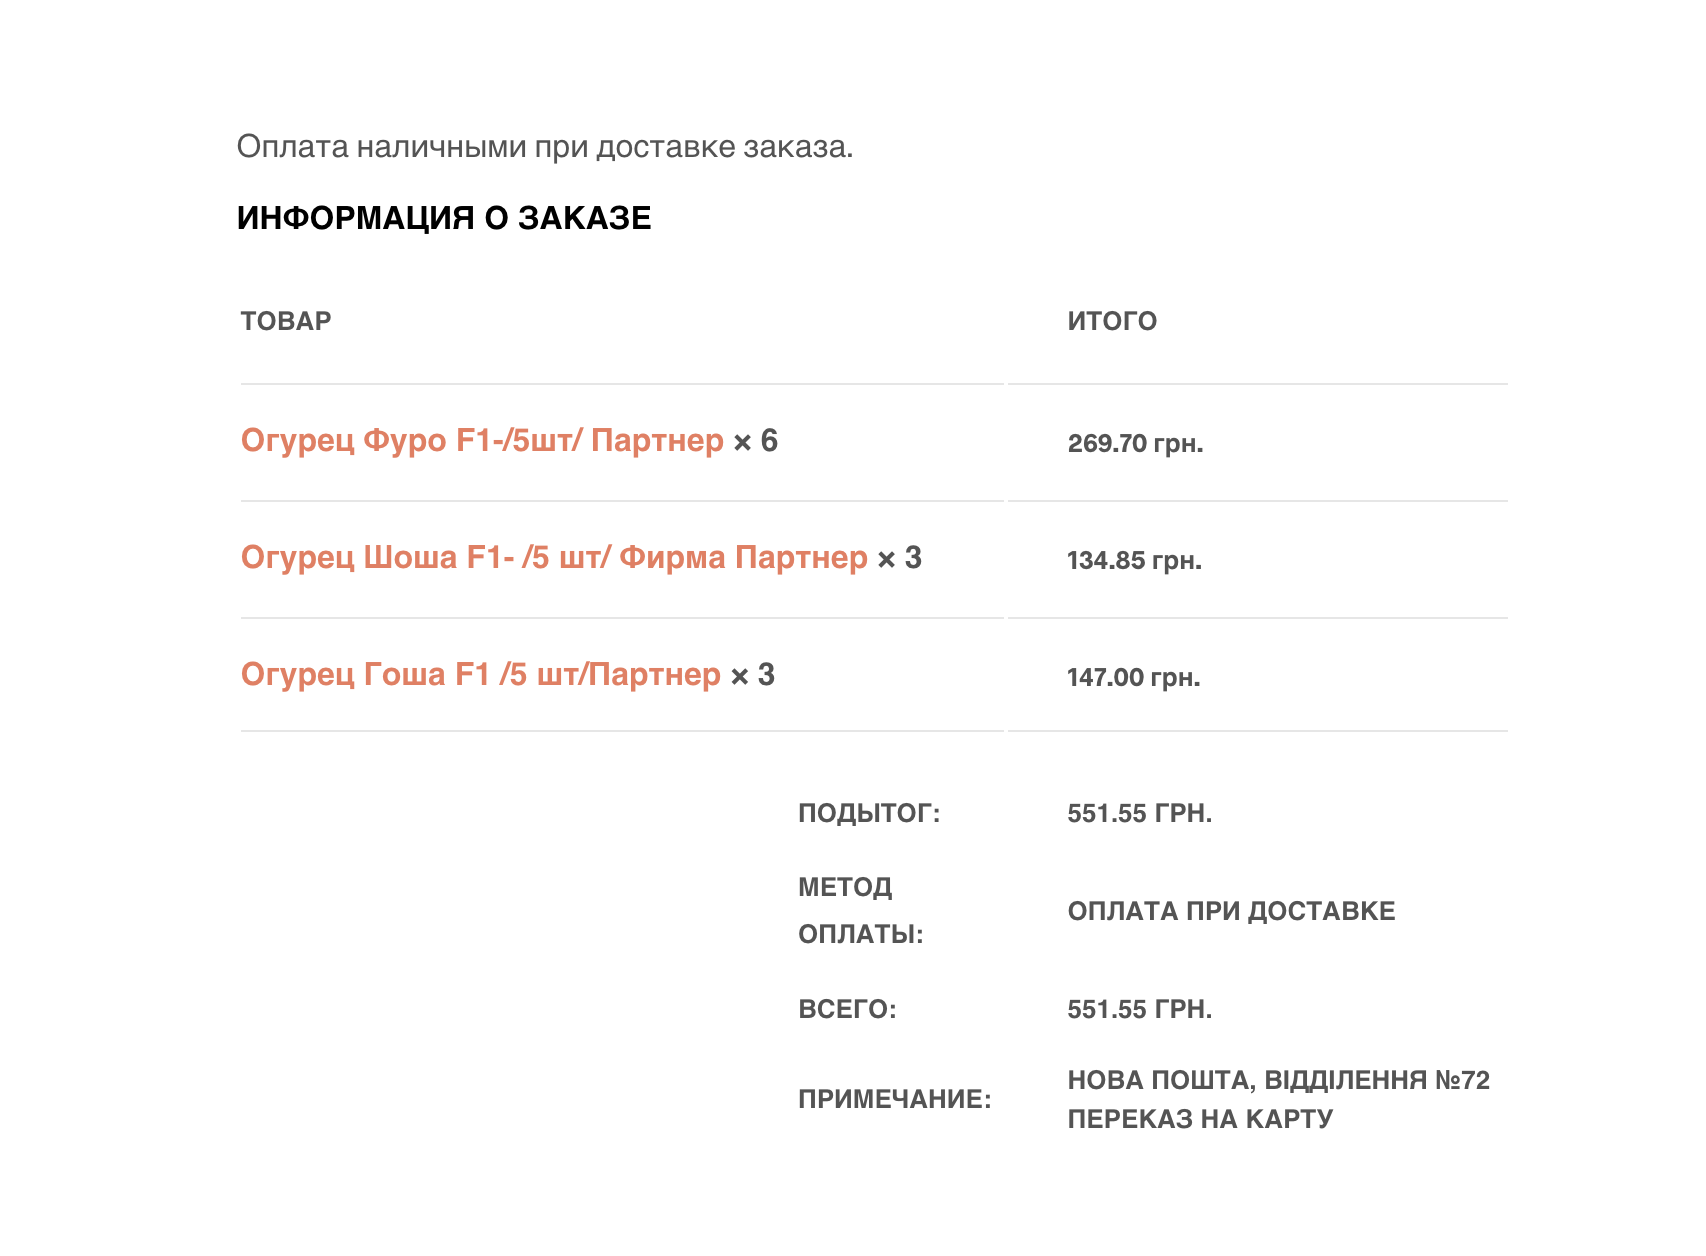 Оплата наличными при доставке заказа.
ИНФОРМАЦИЯ О ЗАКАЗЕ
ТОВАР ИТОГО
Огурец Фуро F1-/5шт/ Партнер × 6 269.70 грн.
Огурец Шоша F1- /5 шт/ Фирма Партнер × 3 134.85 грн.
Огурец Гоша F1 /5 шт/Партнер × 3 147.00 грн.
ПОДЫТОГ: 551.55 ГРН.
МЕТОД
ОПЛАТЫ: ОПЛАТА ПРИ ДОСТАВКЕ
ВСЕГО: 551.55 ГРН.
ПРИМЕЧАНИЕ: НОВА ПОШТА, ВІДДІЛЕННЯ №72
ПЕРЕКАЗ НА КАРТУ